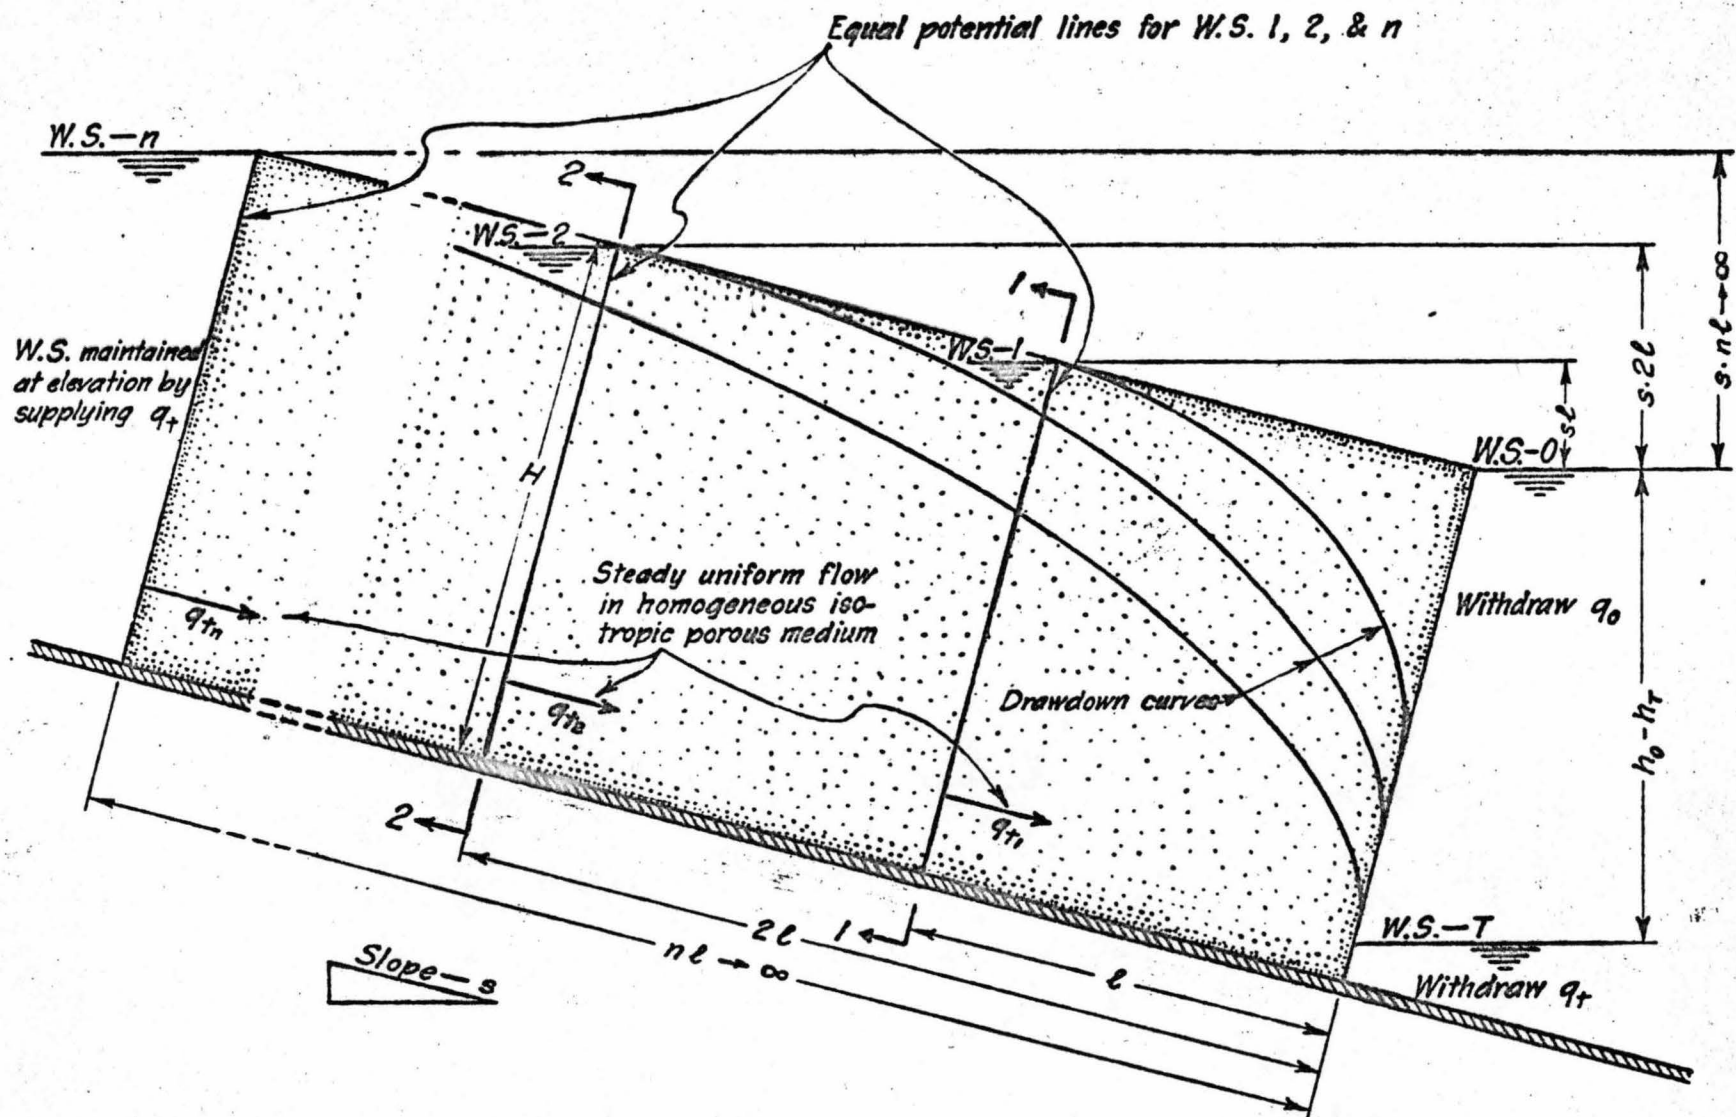 Equal potential lines for W.S. 1, 2, & n
W.S.—n
2
W.S.—2
1
s·nl→∞
s·2l
W.S. maintained
at elevation by
supplying qt
W.S-1
sl
W.S.-0
H
Steady uniform flow
in homogeneous iso-
tropic porous medium
Withdraw q0
qtn
qt2
Drawdown curves
h0-hT
qt1
2
2l
1
l
W.S.—T
nl→∞
Slope—s
Withdraw qt